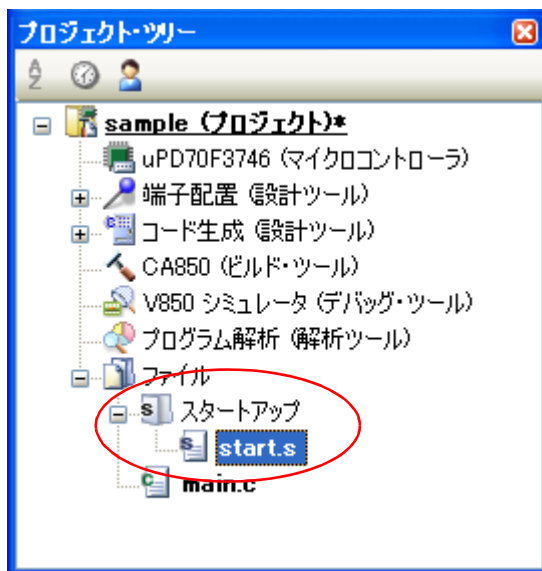 プロジェクト・ツリー
sample (プロジェクト)*
uPD70F3746 (マイクロコントローラ)
端子配置 (設計ツール)
コード生成 (設計ツール)
CA850 (ビルド・ツール)
V850 シミュレータ (デバッグ・ツール)
プログラム解析 (解析ツール)
ファイル
スタートアップ
start.s
main.c